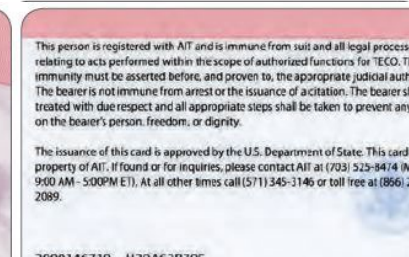 This person is registered with AIT and is immune from suit and all legal process
relating to acts performed within the scope of authorized functions for TECO.
immunity must be asserted before, and proven to, the appropriate judicial
The bearer is not immune from arrest or the issuance of a citation. The bearer
treated with due respect and all appropriate steps shall be taken to prevent
on the bearer's person, freedom, or dignity.
The issuance of this card is approved by the U.S. Department of State. This card
property of AIT. If found or for inquiries, please contact AIT at (703) 525-8474
9:00 AM - 5:00PM ET). At all other times call (571) 345-3146 or toll free at (866)
2089.